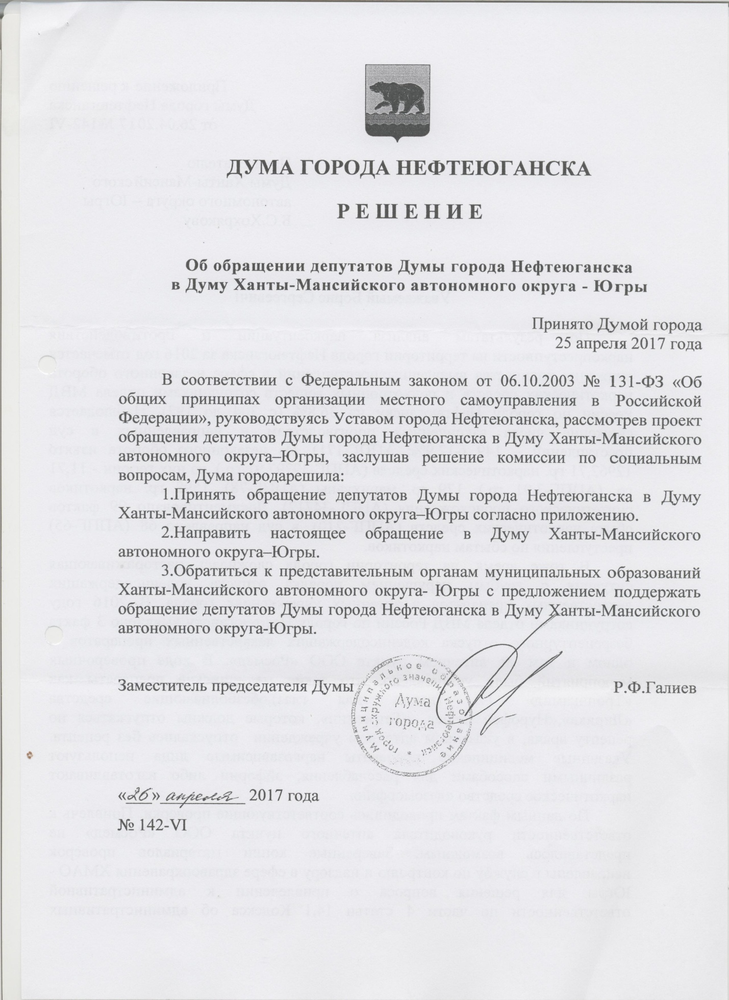 ДУМА ГОРОДА НЕФТЕЮГАНСКА
Р Е Ш Е Н И Е
Об обращении депутатов Думы города Нефтеюганска
в Думу Ханты-Мансийского автономного округа - Югры
Принято Думой города
25 апреля 2017 года
В соответствии с Федеральным законом от 06.10.2003 № 131-ФЗ «Об
общих принципах организации местного самоуправления в Российской
Федерации», руководствуясь Уставом города Нефтеюганска, рассмотрев проект
обращения депутатов Думы города Нефтеюганска в Думу Ханты-Мансийского
автономного округа–Югры, заслушав решение комиссии по социальным
вопросам, Дума городарешила:
1.Принять обращение депутатов Думы города Нефтеюганска в Думу
Ханты-Мансийского автономного округа–Югры согласно приложению.
2.Направить настоящее обращение в Думу Ханты-Мансийского
автономного округа–Югры.
3.Обратиться к представительным органам муниципальных образований
Ханты-Мансийского автономного округа- Югры с предложением поддержать
обращение депутатов Думы города Нефтеюганска в Думу Ханты-Мансийского
автономного округа-Югры.
Заместитель председателя Думы Р.Ф.Галиев
Муниципальное образование
город окружного значения Нефтеюганск *
Дума
города
«26» апреля 2017 года
№ 142-VI